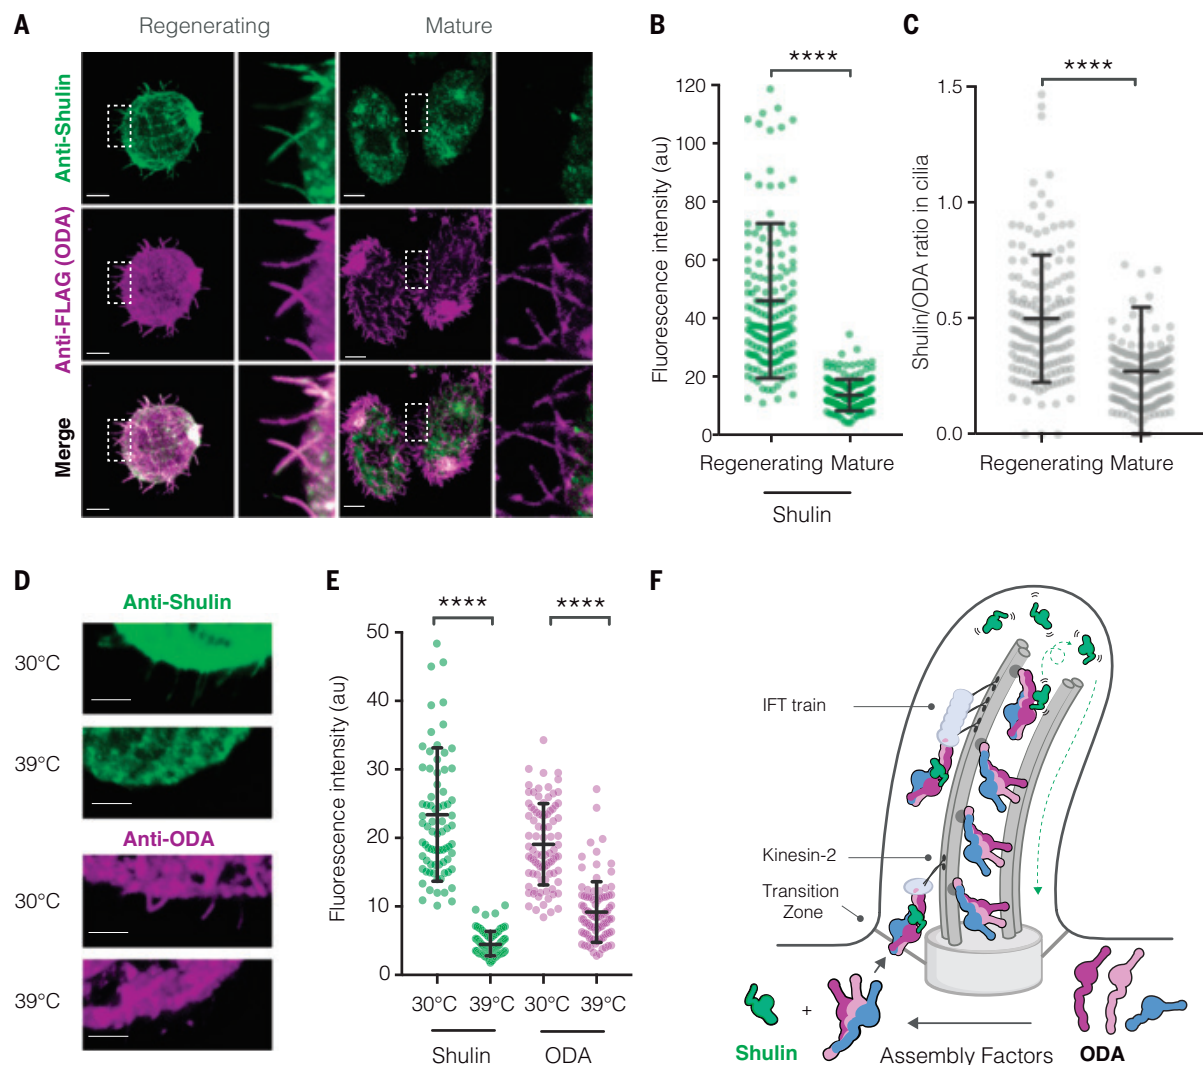 A
Regenerating
Mature
Anti-Shulin
Anti-FLAG (ODA)
Merge
B
****
Fluorescence intensity (au)
120
100
80
60
40
20
0
Regenerating Mature
Shulin
C
****
Shulin/ODA ratio in cilia
1.5
1.0
0.5
0.0
Regenerating Mature
D
Anti-Shulin
30°C
39°C
Anti-ODA
30°C
39°C
E
****
****
Fluorescence intensity (au)
50
40
30
20
10
0
30°C 39°C 30°C 39°C
Shulin
ODA
F
IFT train
Kinesin-2
Transition
Zone
+
Shulin
Assembly Factors
ODA